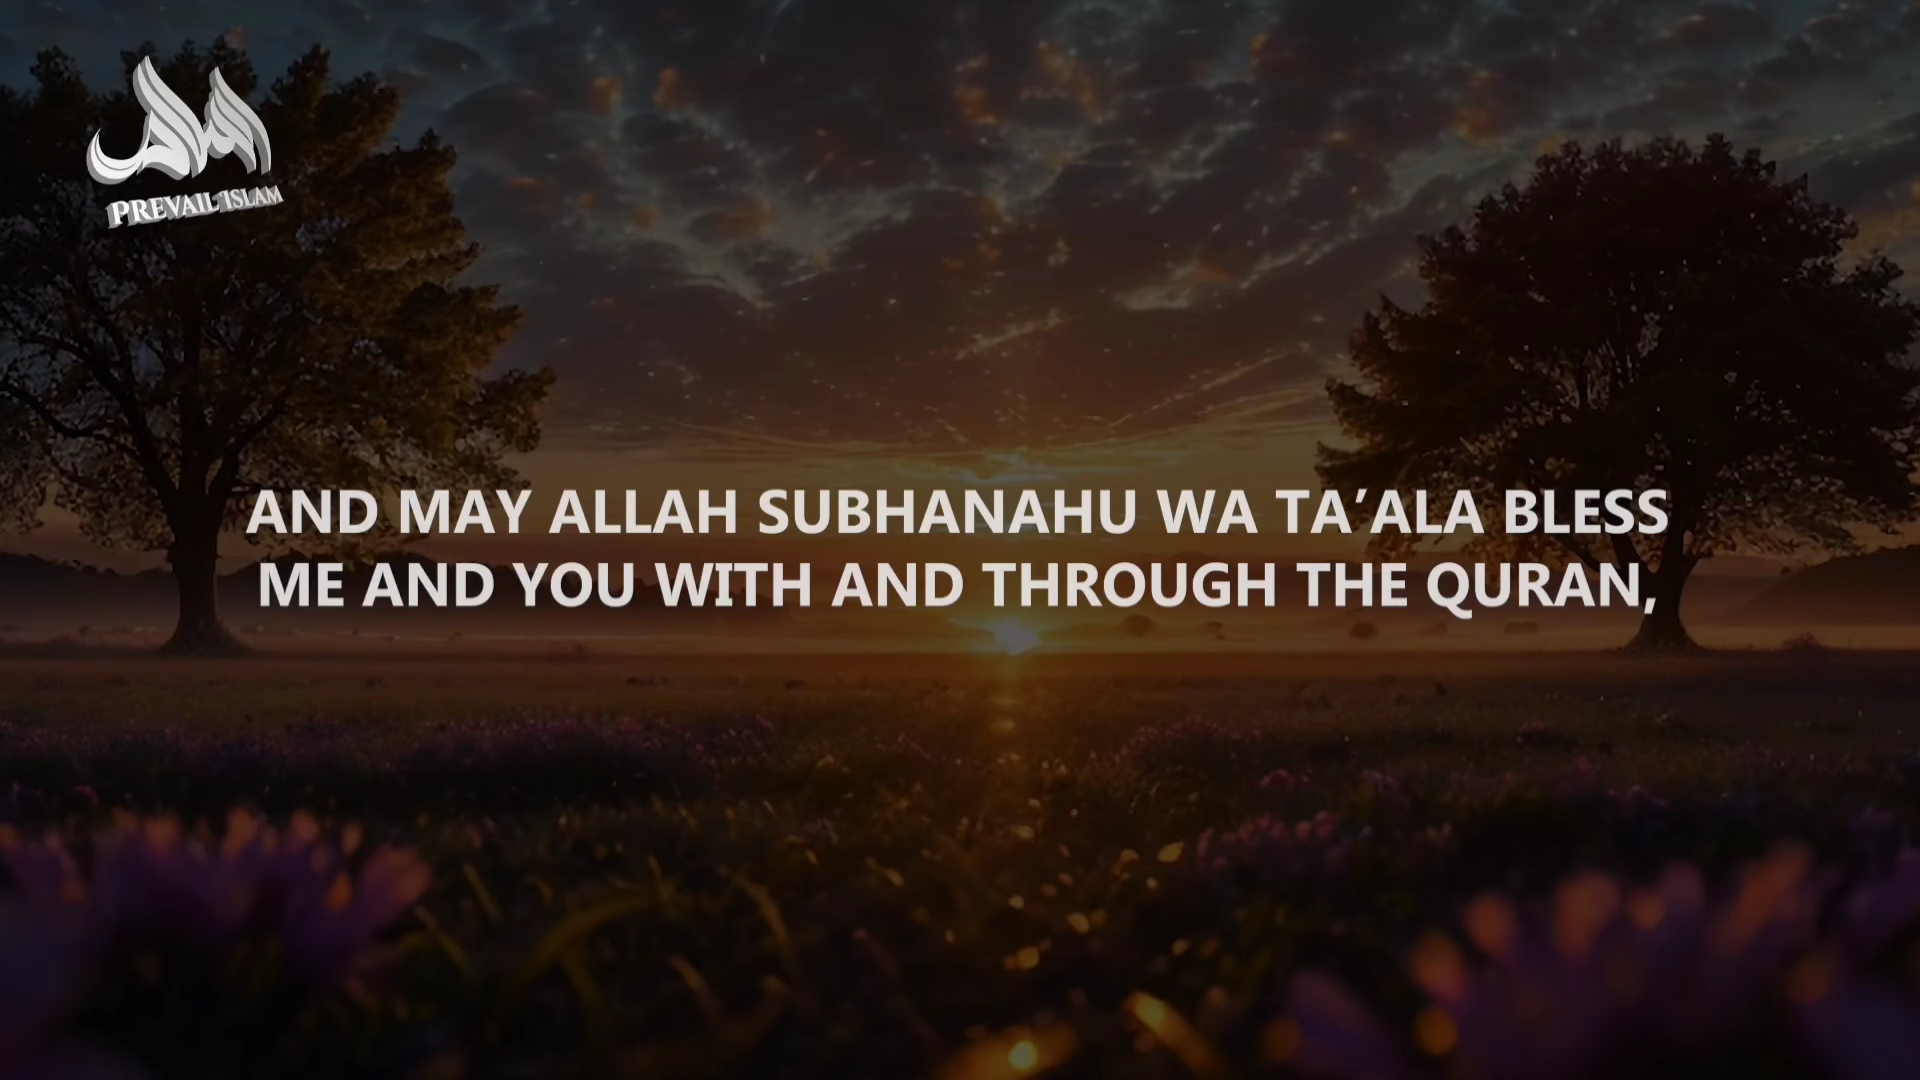 PREVAIL ISLAM
AND MAY ALLAH SUBHANAHU WA TA’ALA BLESS
ME AND YOU WITH AND THROUGH THE QURAN,